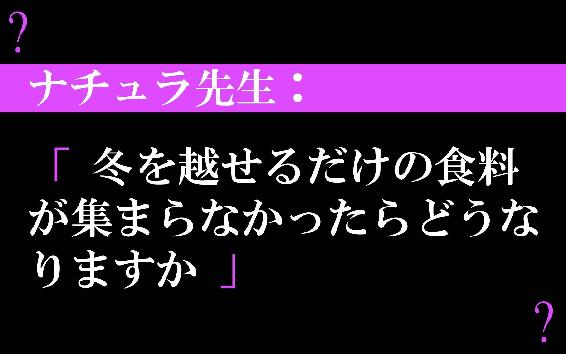 ?
ナチュラ先生：
「 冬を越せるだけの食料
が集まらなかったらどうな
りますか 」
?